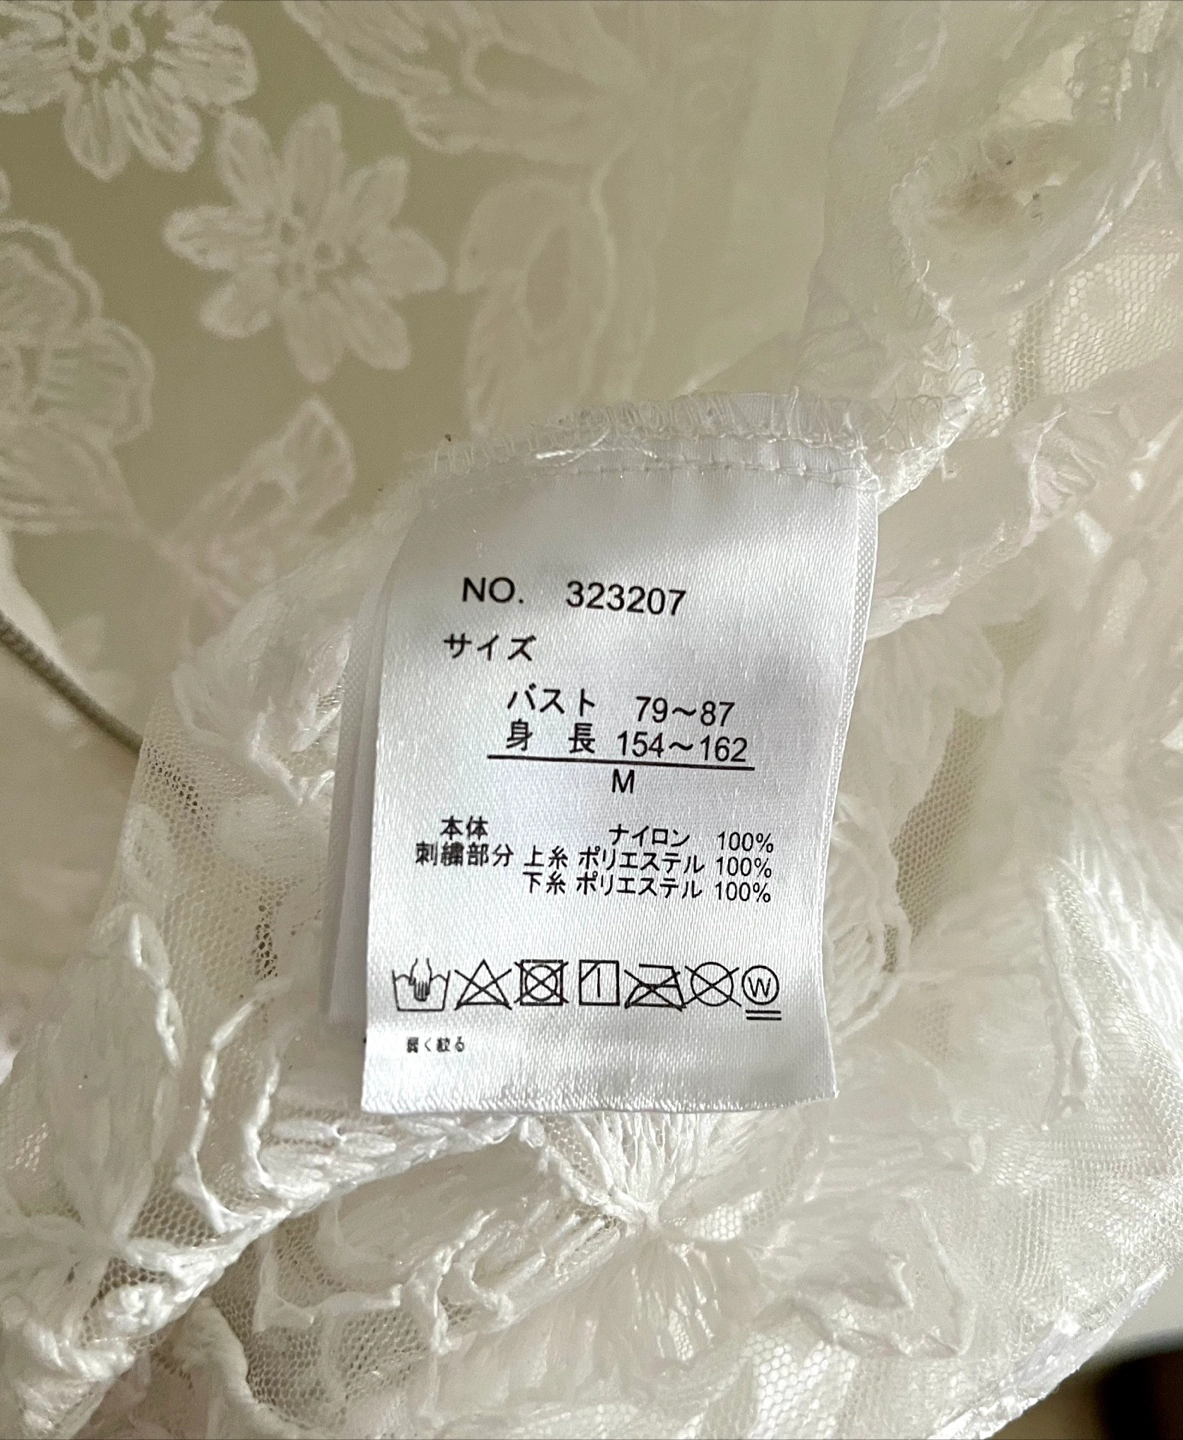 NO. 323207
サイズ
バスト 79～87
身 長 154～162
M
本体 ナイロン 100%
刺繍部分 上糸 ポリエステル 100%
下糸 ポリエステル 100%
W
弱く絞る